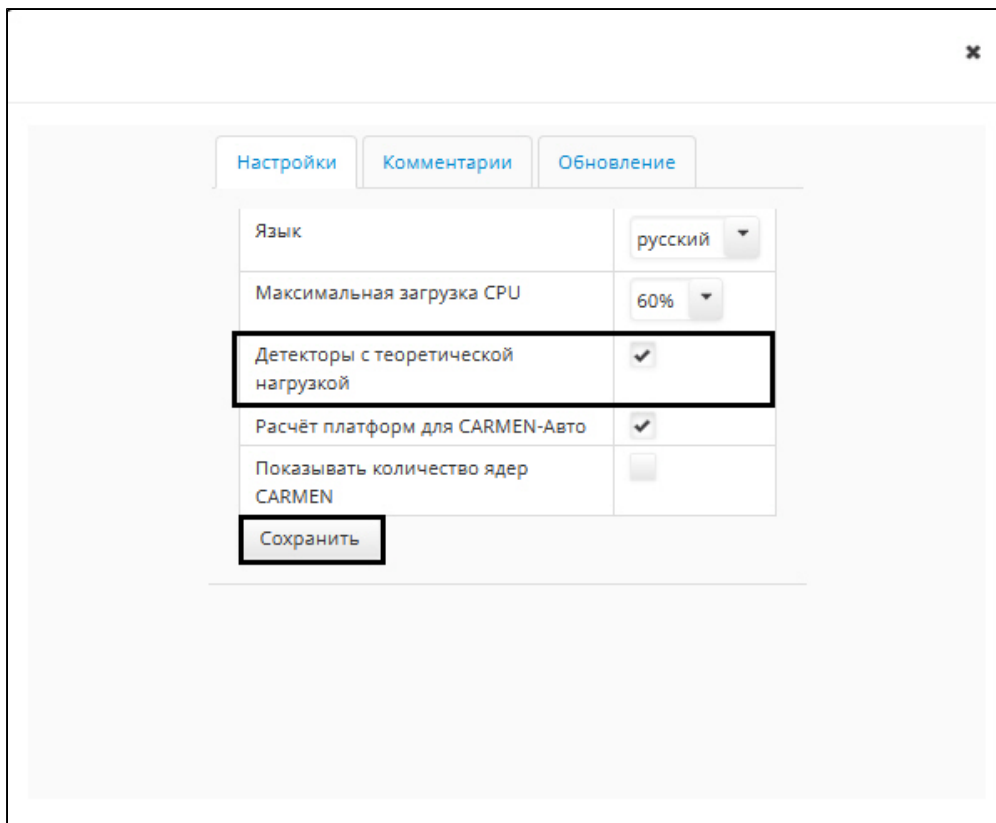 Настройки
Комментарии
Обновление
Язык
русский
Максимальная загрузка CPU
60%
Детекторы с теоретической
нагрузкой
Расчёт платформ для CARMEN-Авто
Показывать количество ядер
CARMEN
Сохранить